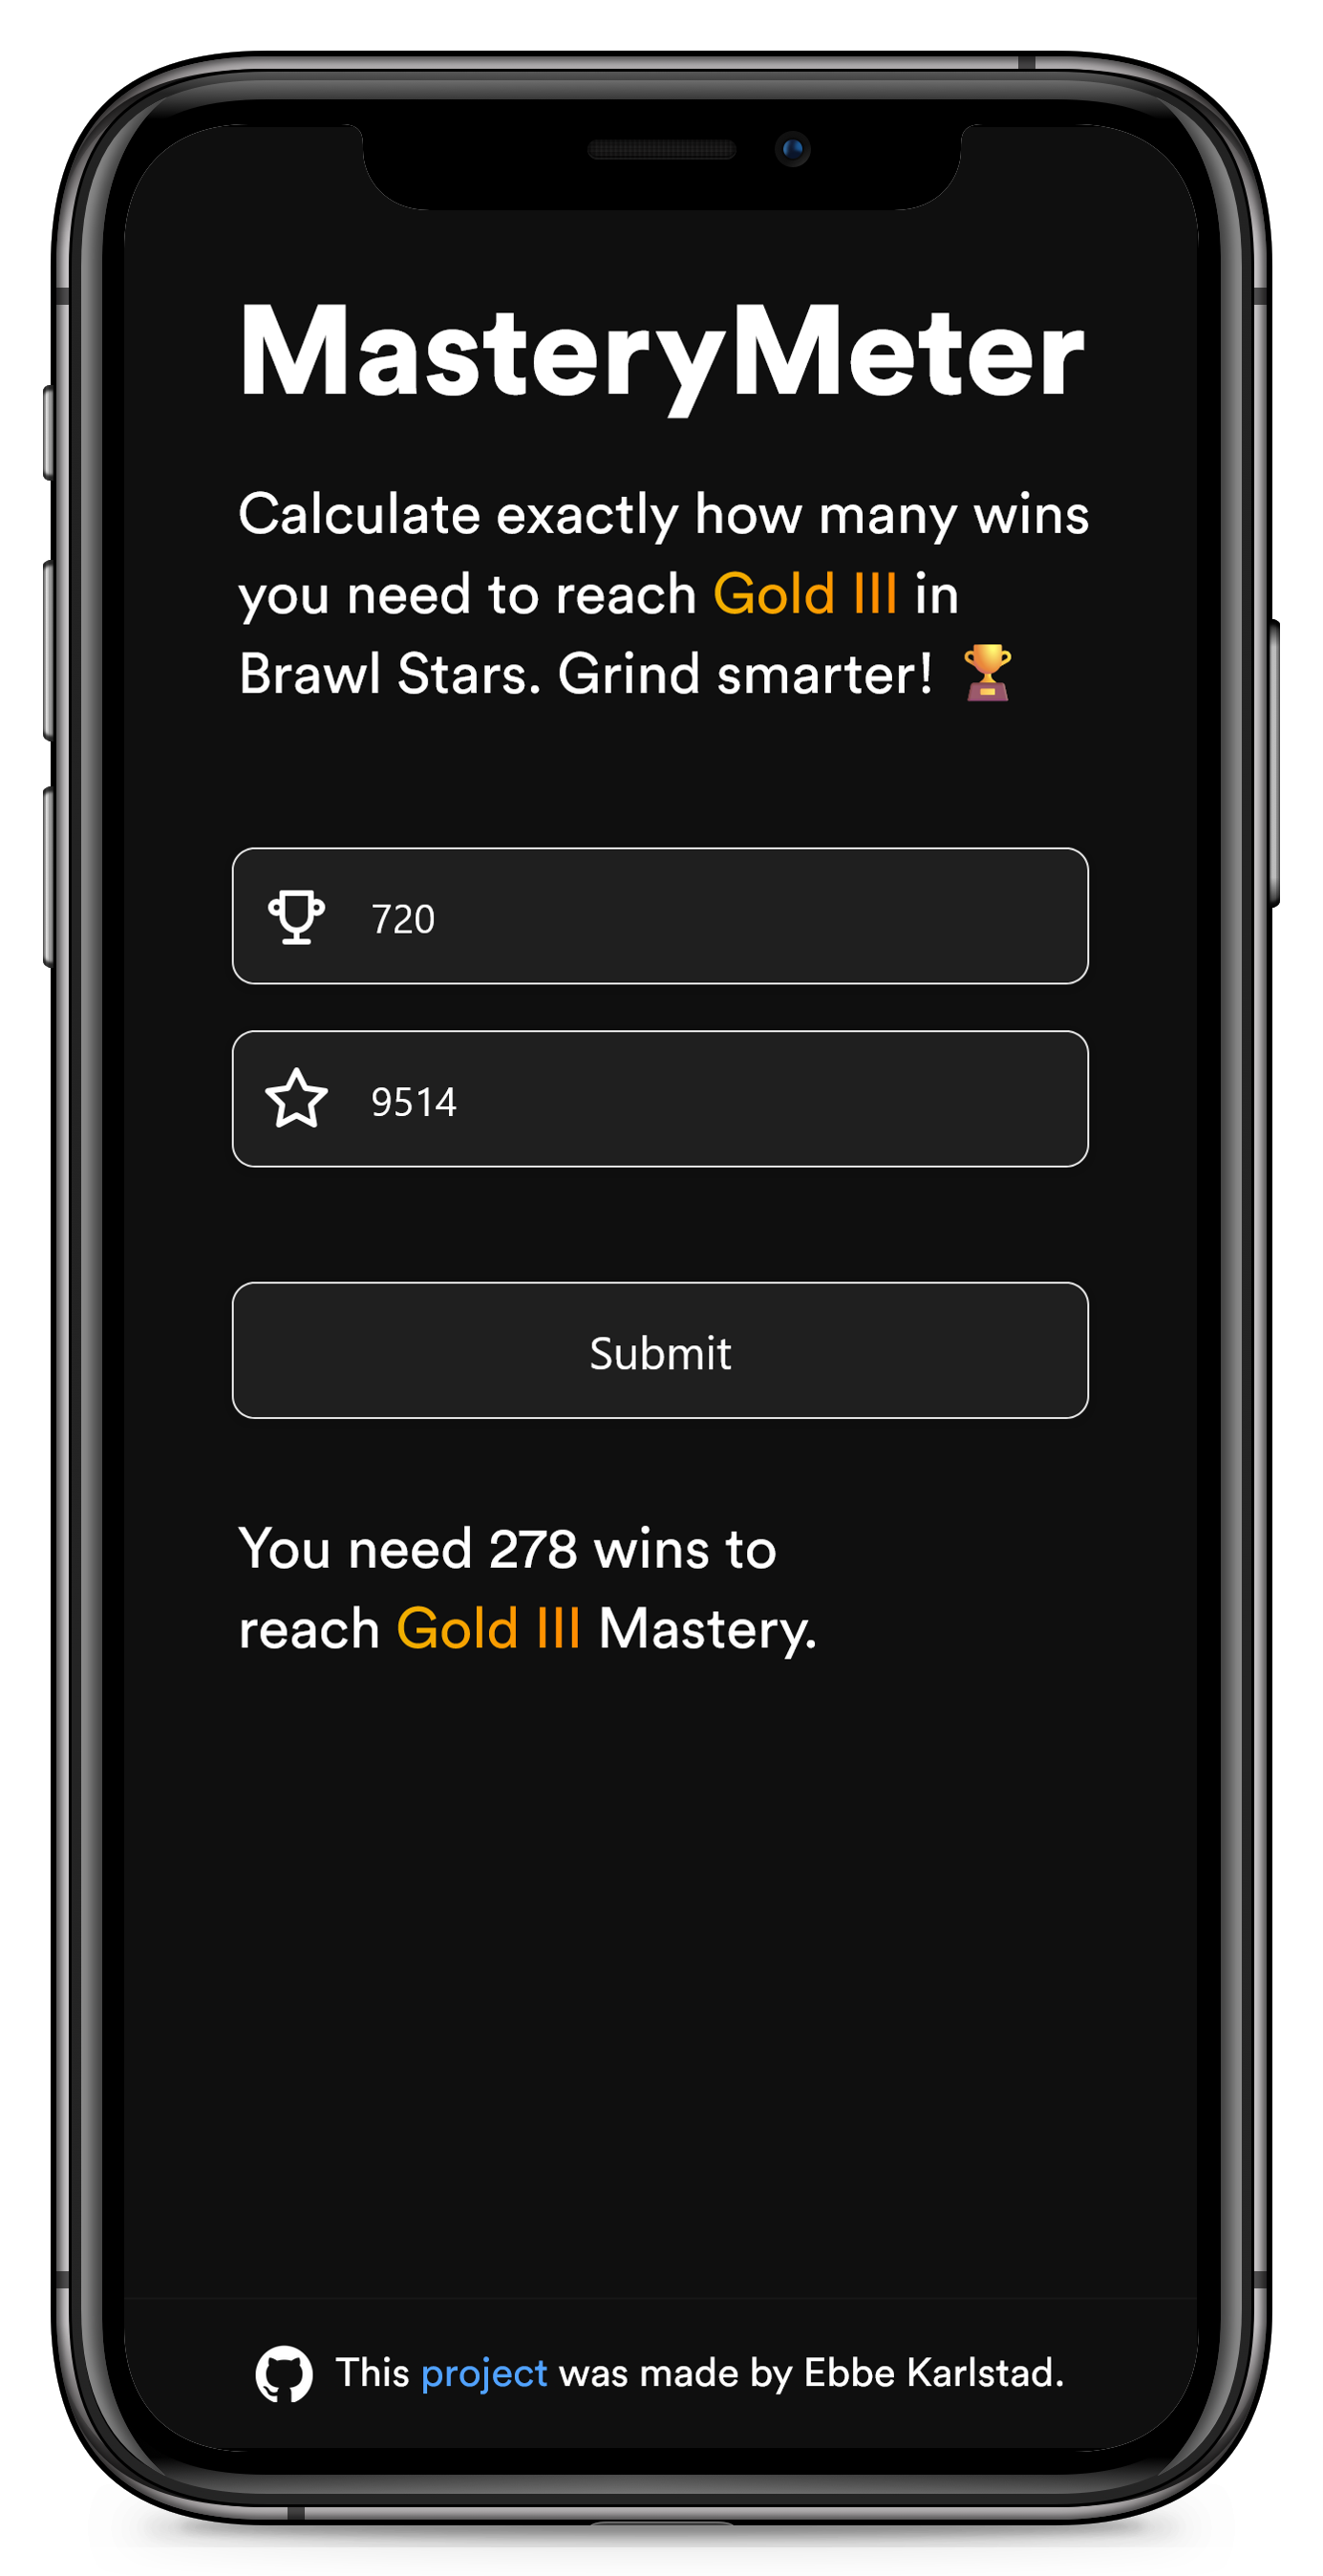 MasteryMeter
Calculate exactly how many wins
you need to reach Gold III in
Brawl Stars. Grind smarter! 🏆
720
9514
Submit
You need 278 wins to
reach Gold III Mastery.
This project was made by Ebbe Karlstad.